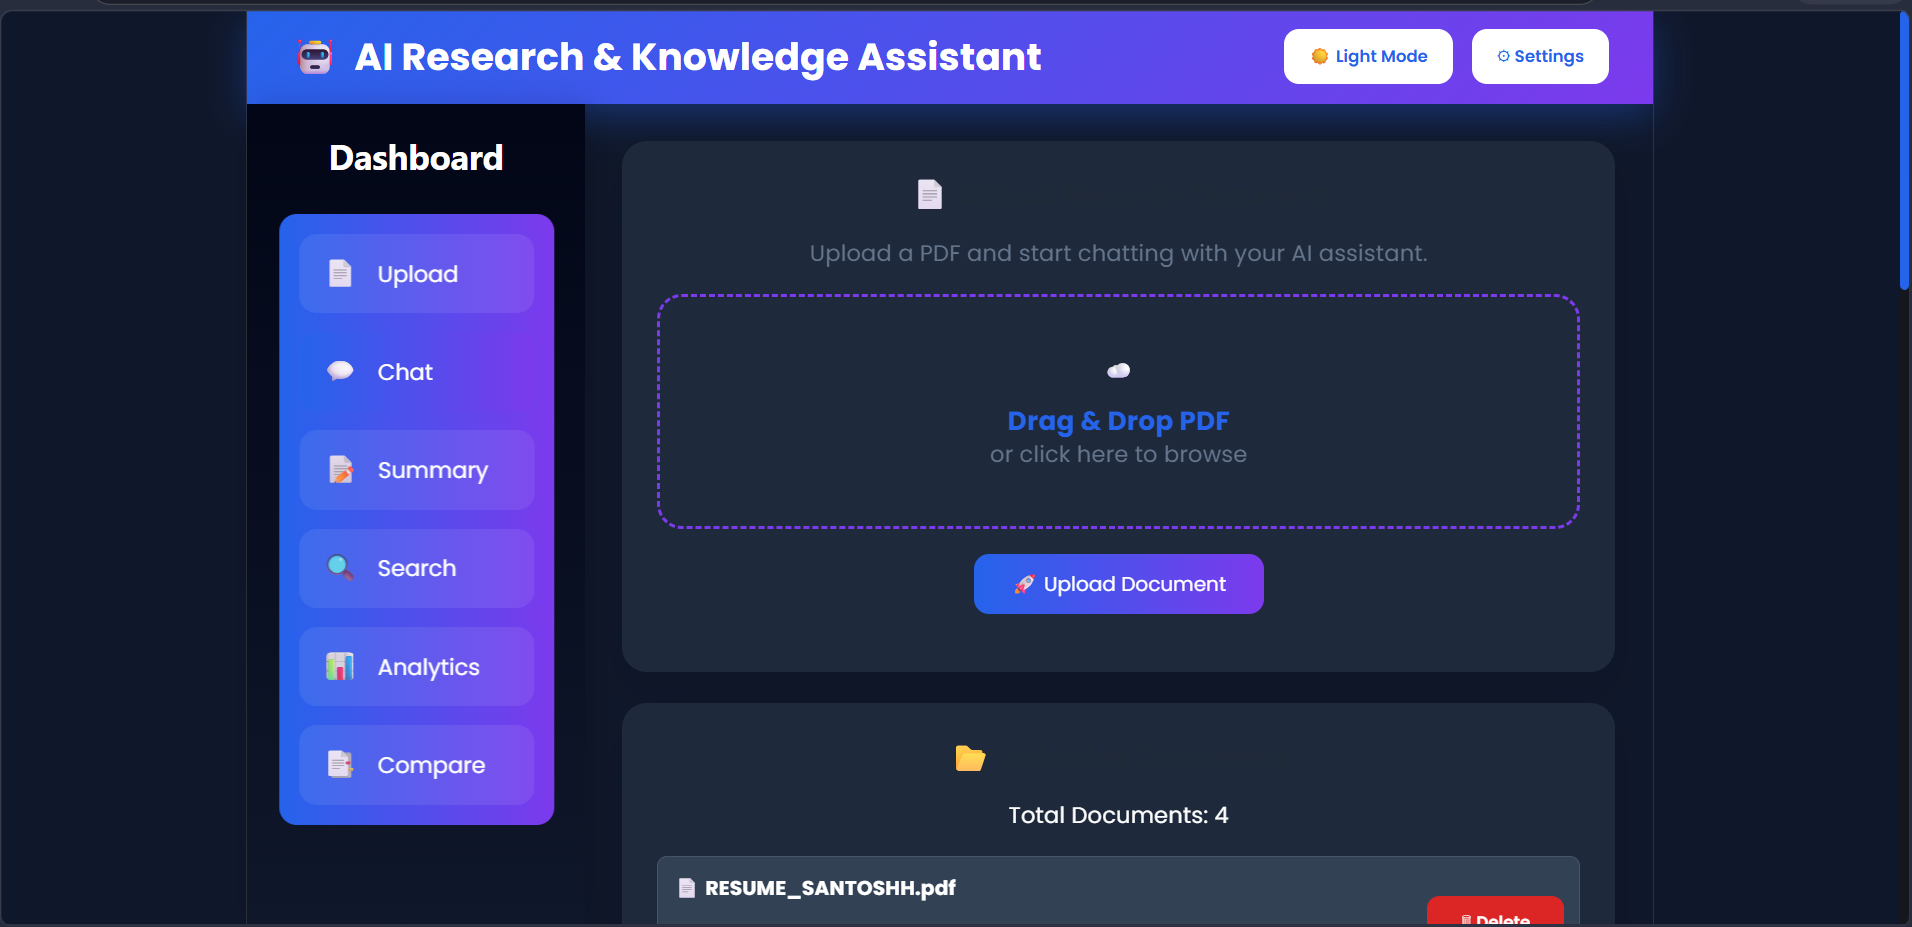 AI Research & Knowledge Assistant
Light Mode
Settings
Dashboard
Upload
Chat
Summary
Search
Analytics
Compare
Upload a PDF and start chatting with your AI assistant.
Drag & Drop PDF
or click here to browse
Upload Document
Total Documents: 4
RESUME_SANTOSHH.pdf
Delete